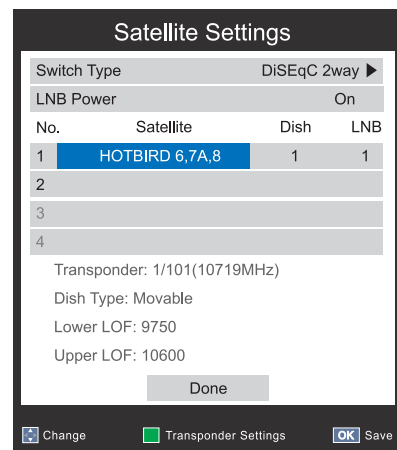 Satellite Settings
Switch Type DiSEqC 2way
LNB Power On
No. Satellite Dish LNB
1 HOTBIRD 6,7A,8 1 1
2
3
4
Transponder: 1/101(10719MHz)
Dish Type: Movable
Lower LOF: 9750
Upper LOF: 10600
Done
Change Transponder Settings OK Save